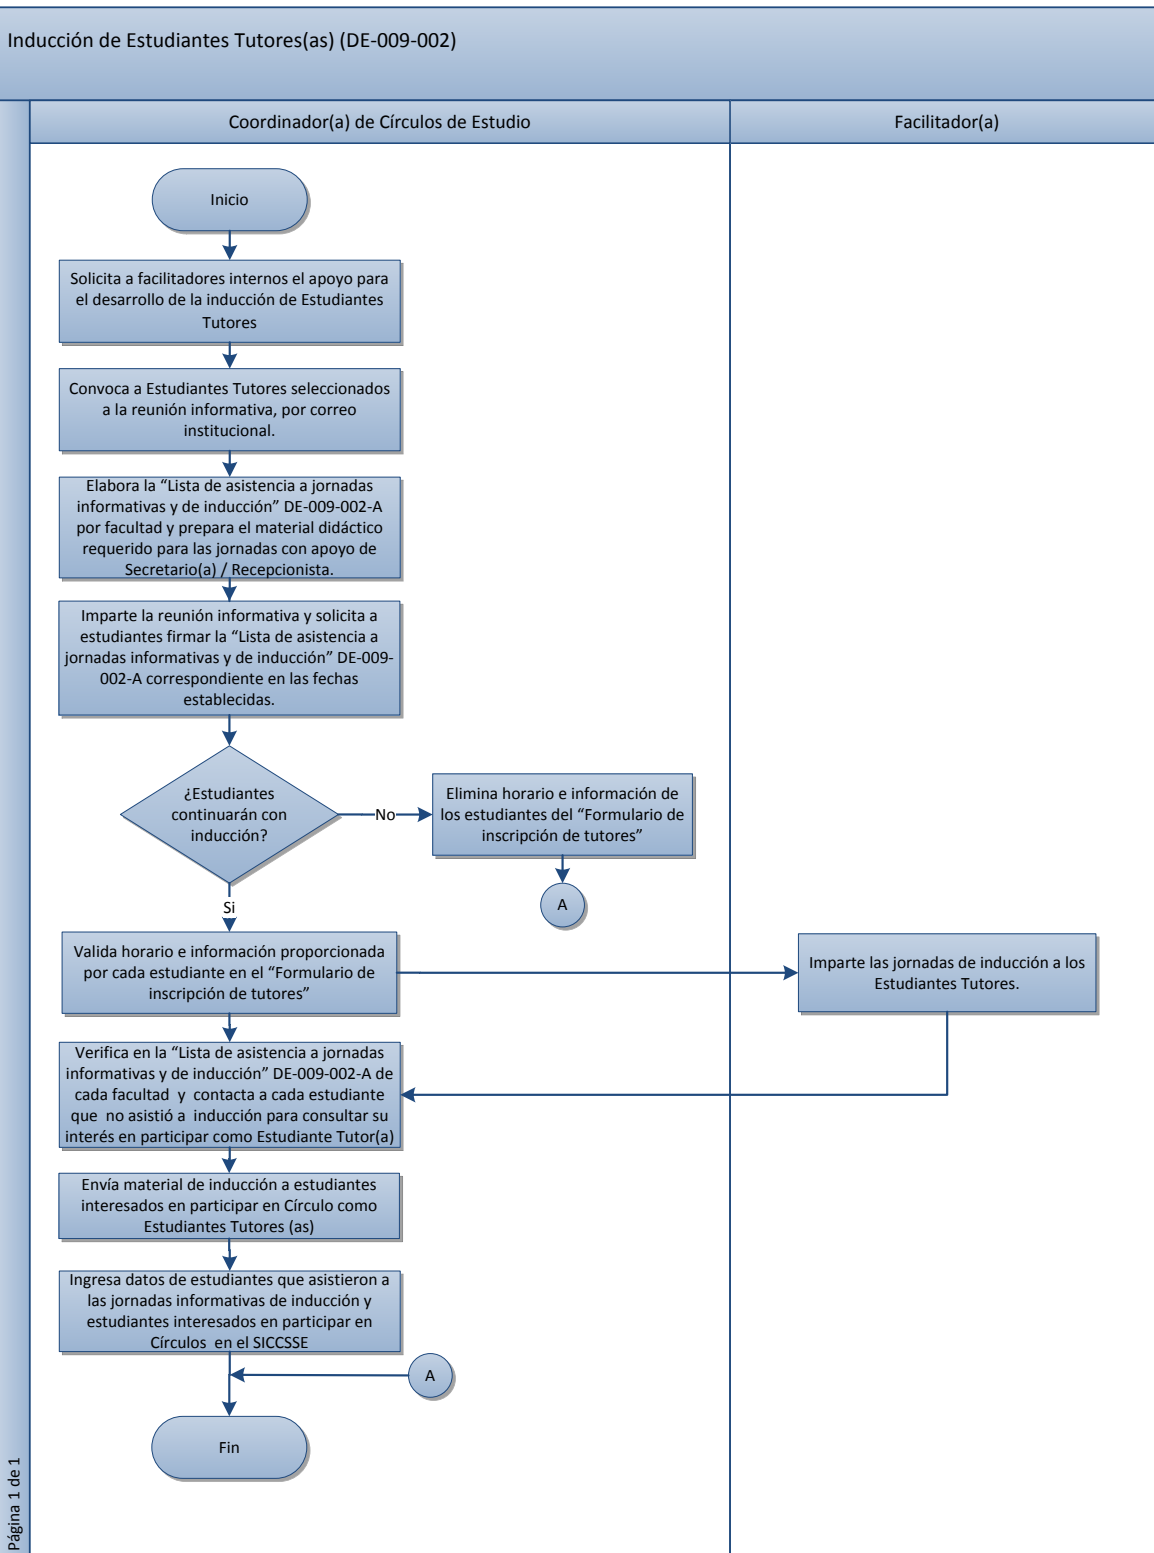 Inducción de Estudiantes Tutores(as) (DE-009-002)
Coordinador(a) de Círculos de Estudio
Facilitador(a)
Inicio
Solicita a facilitadores internos el apoyo para
el desarrollo de la inducción de Estudiantes
Tutores
Convoca a Estudiantes Tutores seleccionados
a la reunión informativa, por correo
institucional.
Elabora la “Lista de asistencia a jornadas
informativas y de inducción” DE-009-002-A
por facultad y prepara el material didáctico
requerido para las jornadas con apoyo de
Secretario(a) / Recepcionista.
Imparte la reunión informativa y solicita a
estudiantes firmar la “Lista de asistencia a
jornadas informativas y de inducción” DE-009-
002-A correspondiente en las fechas
establecidas.
¿Estudiantes
continuarán con
inducción?
No
Elimina horario e información de
los estudiantes del “Formulario de
inscripción de tutores”
A
Si
Valida horario e información proporcionada
por cada estudiante en el “Formulario de
inscripción de tutores”
Imparte las jornadas de inducción a los
Estudiantes Tutores.
Verifica en la “Lista de asistencia a jornadas
informativas y de inducción” DE-009-002-A de
cada facultad y contacta a cada estudiante
que no asistió a inducción para consultar su
interés en participar como Estudiante Tutor(a)
Envía material de inducción a estudiantes
interesados en participar en Círculo como
Estudiantes Tutores (as)
Ingresa datos de estudiantes que asistieron a
las jornadas informativas de inducción y
estudiantes interesados en participar en
Círculos en el SICCSSE
A
Fin
Página 1 de 1